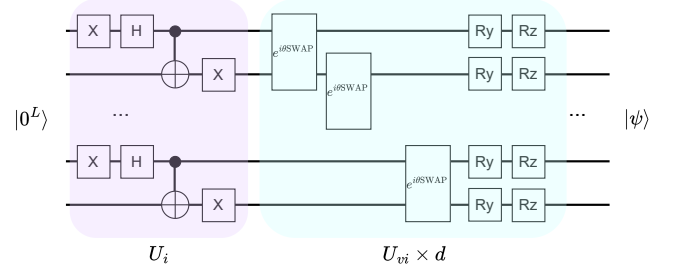 X H e^{iθSWAP} Ry Rz
X e^{iθSWAP} Ry Rz
|0^L⟩ ... ... |ψ⟩
X H e^{iθSWAP} Ry Rz
X Ry Rz
U_i U_{vi} × d